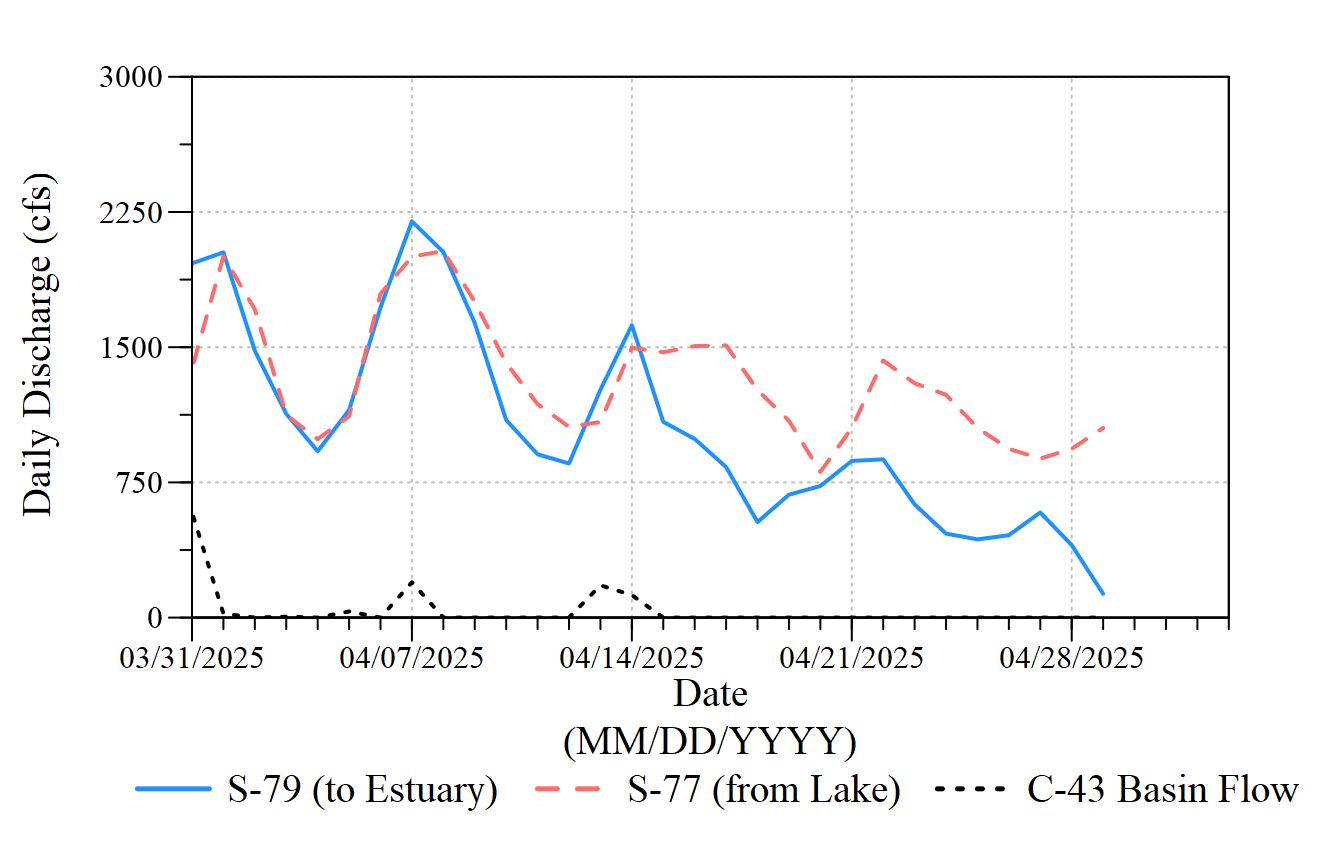 3000
2250
1500
750
0
Daily Discharge (cfs)
03/31/2025 04/07/2025 04/14/2025 04/21/2025 04/28/2025
Date
(MM/DD/YYYY)
S-79 (to Estuary) S-77 (from Lake) C-43 Basin Flow